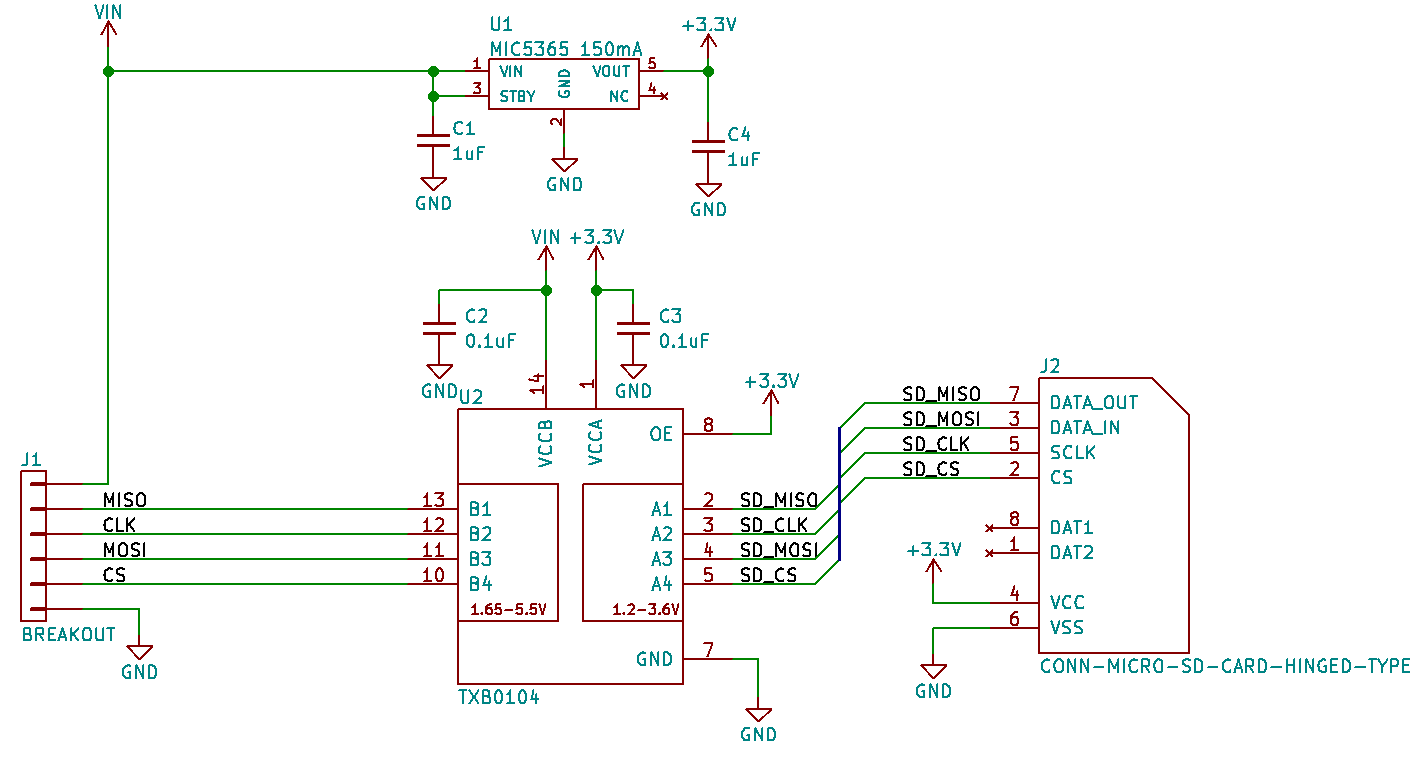 VIN
U1
MIC5365 150mA
+3.3V
1 VIN GND VOUT 5
3 STBY NC 4
2
C1
1uF
GND
GND
C4
1uF
GND
VIN +3.3V
C2
0.1uF
GND
C3
0.1uF
GND
U2
14 1
VCCB VCCA
OE 8
+3.3V
J1
MISO 13 B1
CLK 12 B2
MOSI 11 B3
CS 10 B4
1.65-5.5V
A1 2 SD_MISO
A2 3 SD_CLK
A3 4 SD_MOSI
A4 5 SD_CS
1.2-3.6V
BREAKOUT
GND
GND 7
TXB0104
GND
J2
SD_MISO 7 DATA_OUT
SD_MOSI 3 DATA_IN
SD_CLK 5 SCLK
SD_CS 2 CS
8 DAT1
1 DAT2
+3.3V
4 VCC
6 VSS
GND
CONN-MICRO-SD-CARD-HINGED-TYPE